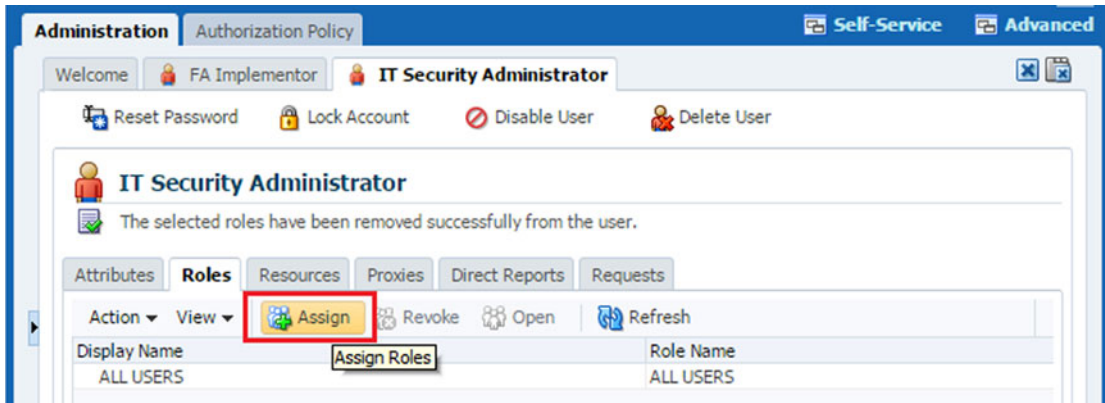 Administration Authorization Policy Self-Service Advanced
Welcome FA Implementor IT Security Administrator
Reset Password Lock Account Disable User Delete User
IT Security Administrator
The selected roles have been removed successfully from the user.
Attributes Roles Resources Proxies Direct Reports Requests
Action View Assign Revoke Open Refresh
Display Name Assign Roles Role Name
ALL USERS ALL USERS